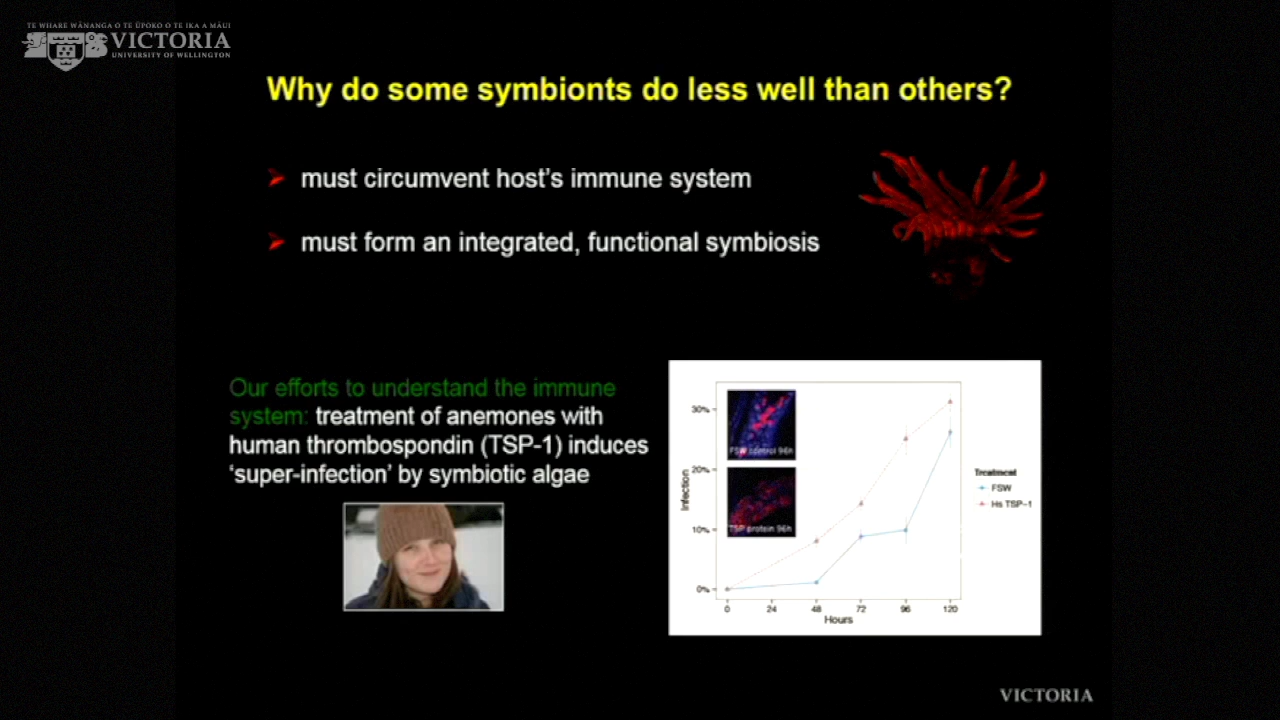 TE WHARE WĀNANGA O TE ŪPOKO O TE IKA A MĀUI
VICTORIA
UNIVERSITY OF WELLINGTON
Why do some symbionts do less well than others?
must circumvent host's immune system
must form an integrated, functional symbiosis
Our efforts to understand the immune
system: treatment of anemones with
human thrombospondin (TSP-1) induces
'super-infection' by symbiotic algae
30%
20%
10%
0%
Infection
FSW control 96h
TSP protein 96h
0 24 48 72 96 120
Hours
Treatment
FSW
Hs TSP-1
VICTORIA